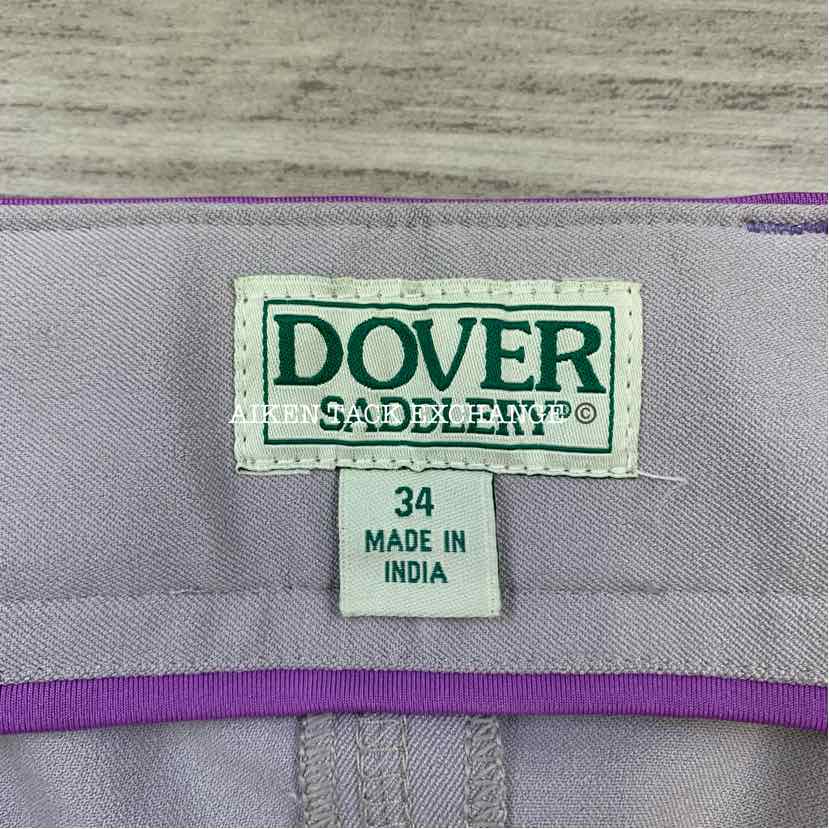 DOVER
SADDLERY®
AIKEN TACK EXCHANGE ©
34
MADE IN
INDIA